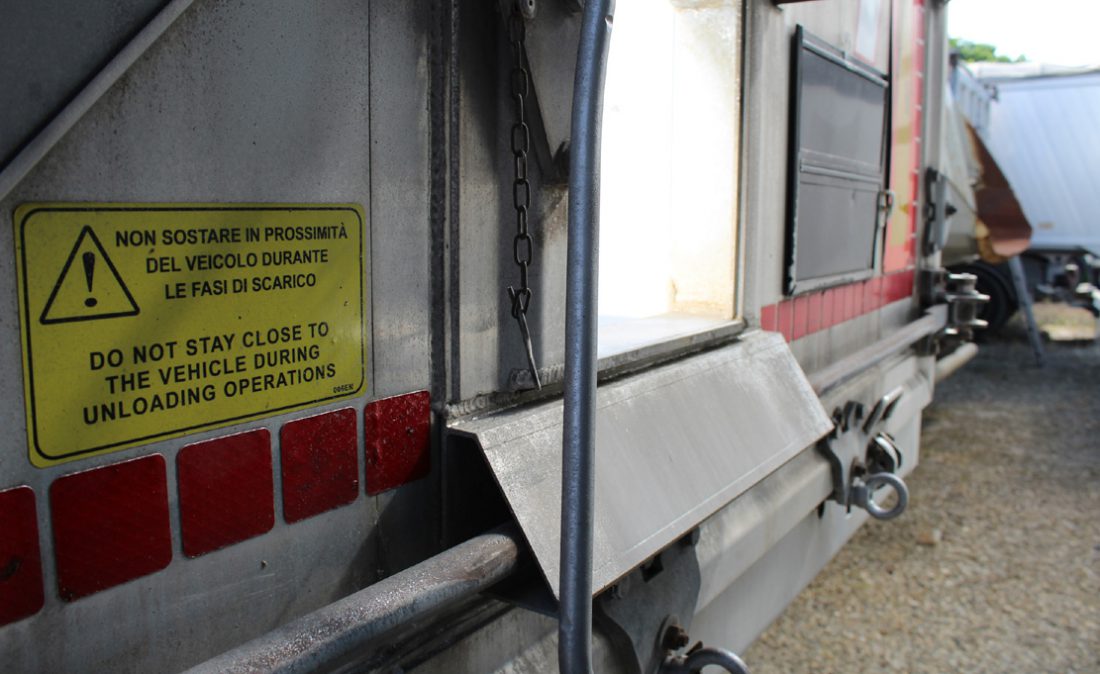 NON SOSTARE IN PROSSIMITÀ
DEL VEICOLO DURANTE
LE FASI DI SCARICO
DO NOT STAY CLOSE TO
THE VEHICLE DURING
UNLOADING OPERATIONS